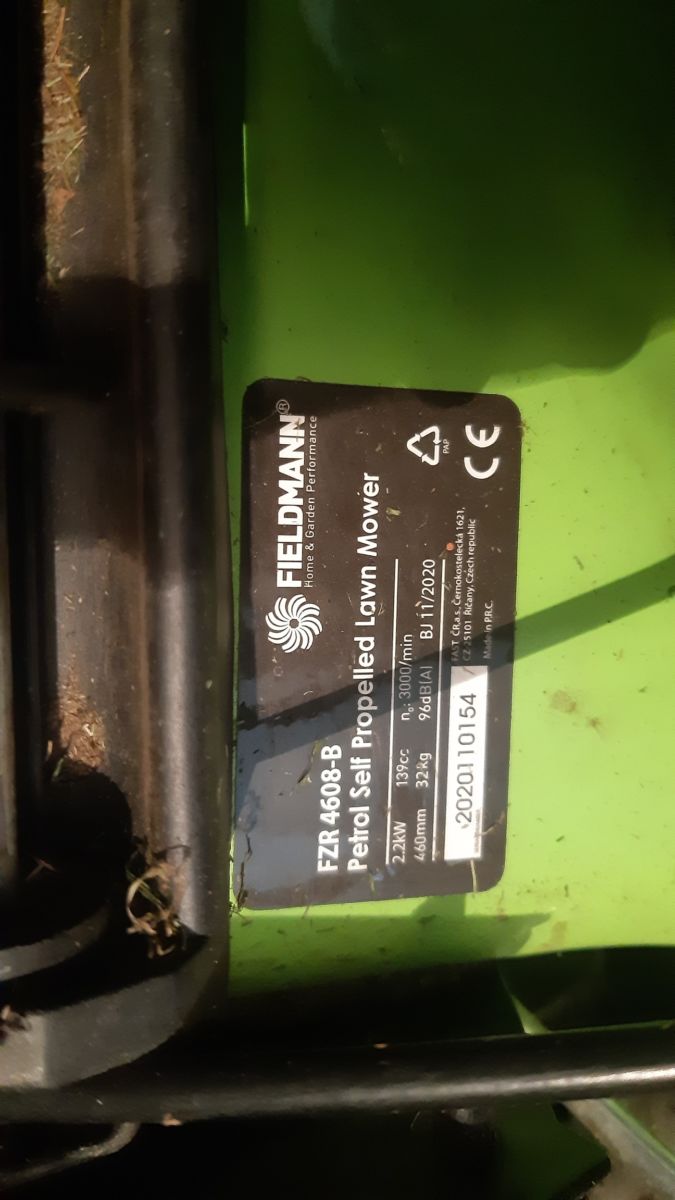 FIELDMANN®
Home & Garden Performance
FZR 4608-B
Petrol Self Propelled Lawn Mower
2.2kW 139cc n₀: 3000/min
460mm 32kg 96dB(A) BJ 11/2020
20201110154
FAST ČR,a.s, Černokostelecká 1621,
CZ-25101 Říčany, Czech republic
Made in P.R.C.
PAP
CE